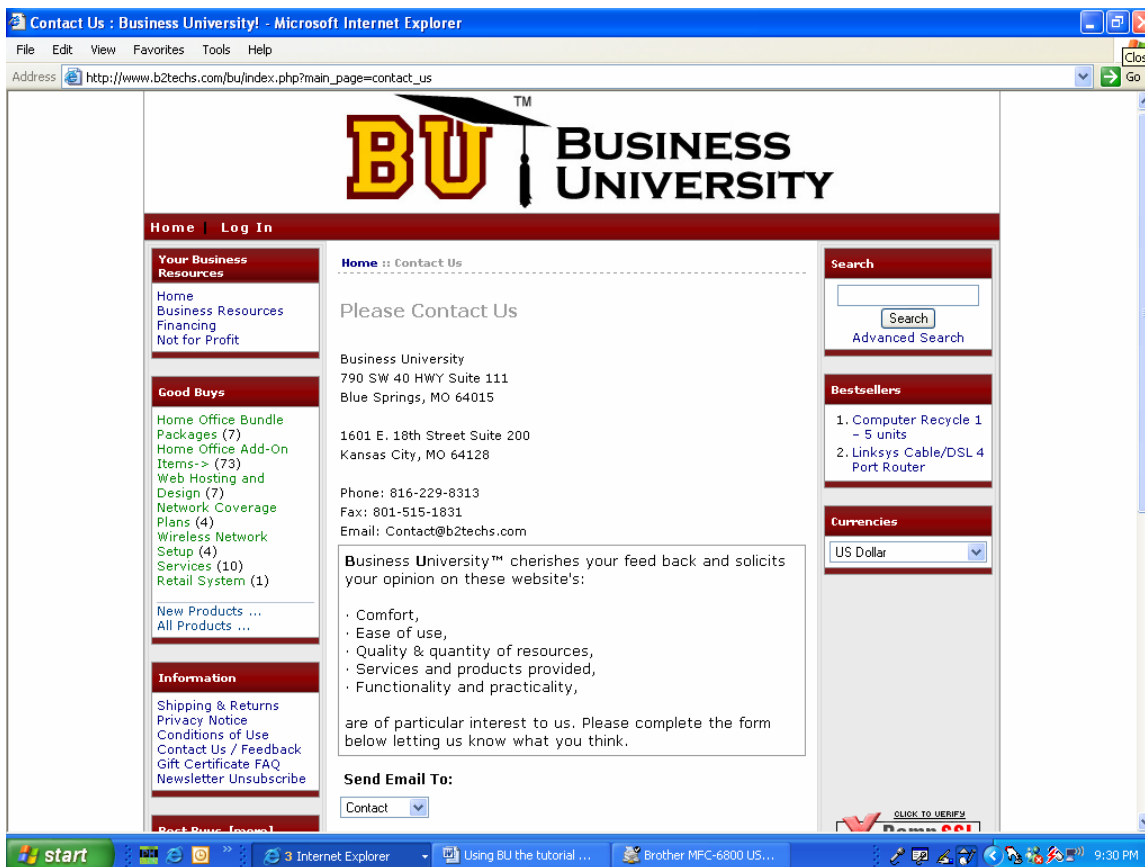 Contact Us : Business University! - Microsoft Internet Explorer
File Edit View Favorites Tools Help
Clos
Address http://www.b2techs.com/bu/index.php?main_page=contact_us Go
BU TM BUSINESS
UNIVERSITY
Home | Log In
Your Business
Resources
Home
Business Resources
Financing
Not for Profit
Good Buys
Home Office Bundle
Packages (7)
Home Office Add-On
Items-> (73)
Web Hosting and
Design (7)
Network Coverage
Plans (4)
Wireless Network
Setup (4)
Services (10)
Retail System (1)
New Products ...
All Products ...
Information
Shipping & Returns
Privacy Notice
Conditions of Use
Contact Us / Feedback
Gift Certificate FAQ
Newsletter Unsubscribe
Best Buys [more]
Home :: Contact Us
Please Contact Us
Business University
790 SW 40 HWY Suite 111
Blue Springs, MO 64015
1601 E. 18th Street Suite 200
Kansas City, MO 64128
Phone: 816-229-8313
Fax: 801-515-1831
Email: Contact@b2techs.com
Business University™ cherishes your feed back and solicits
your opinion on these website's:
· Comfort,
· Ease of use,
· Quality & quantity of resources,
· Services and products provided,
· Functionality and practicality,
are of particular interest to us. Please complete the form
below letting us know what you think.
Send Email To:
Contact
Search
Search
Advanced Search
Bestsellers
1. Computer Recycle 1
– 5 units
2. Linksys Cable/DSL 4
Port Router
Currencies
US Dollar
CLICK TO VERIFY
start
3 Internet Explorer
Using BU the tutorial ...
Brother MFC-6800 US...
9:30 PM